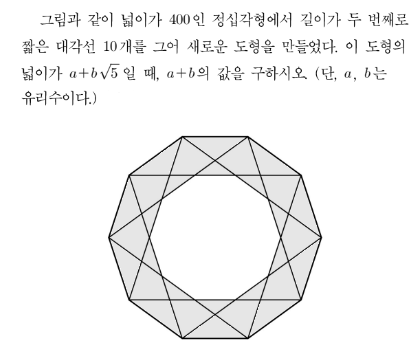 그림과 같이 넓이가 400인 정십각형에서 길이가 두 번째로
짧은 대각선 10개를 그어 새로운 도형을 만들었다. 이 도형의
넓이가 a+b√5 일 때, a+b의 값을 구하시오. (단, a, b는
유리수이다.)